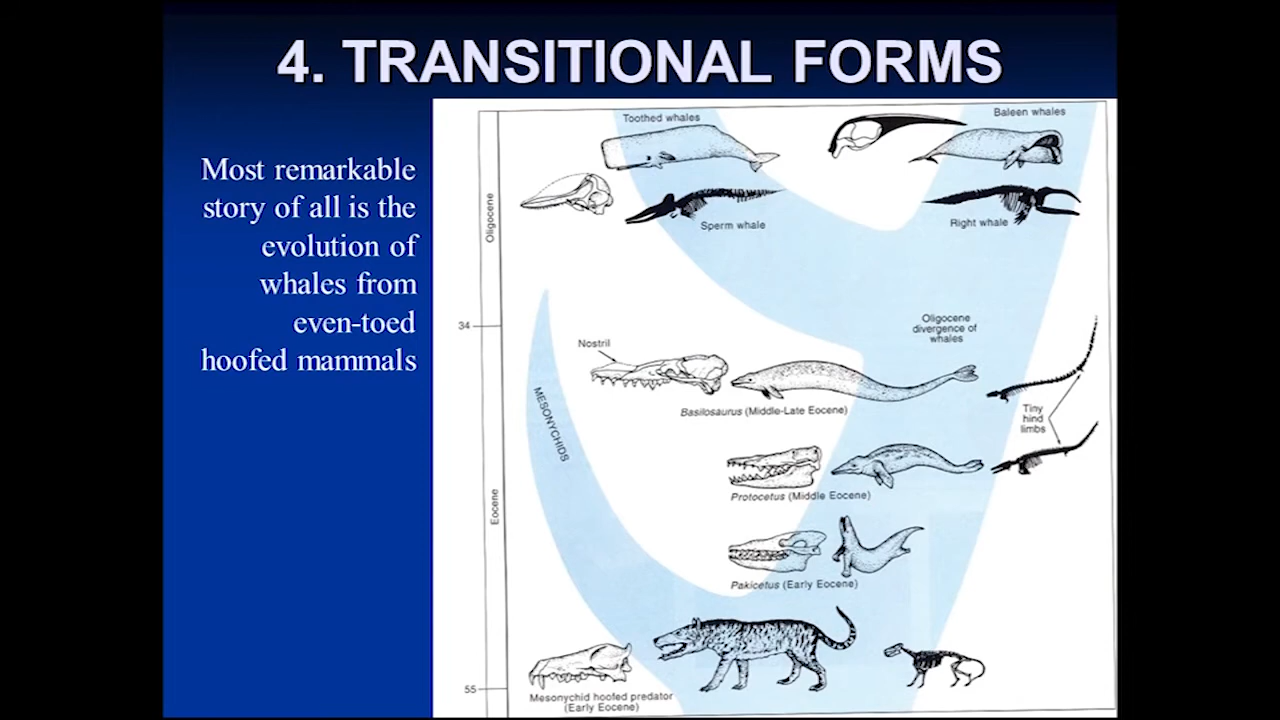 4. TRANSITIONAL FORMS
Most remarkable
story of all is the
evolution of
whales from
even-toed
hoofed mammals
Toothed whales
Baleen whales
Oligocene
Sperm whale
Right whale
34
Oligocene
divergence of
whales
Nostril
MESONYCHIDS
Basilosaurus (Middle-Late Eocene)
Tiny
hind
limbs
Protocetus (Middle Eocene)
Eocene
Pakicetus (Early Eocene)
55
Mesonychid hoofed predator
(Early Eocene)